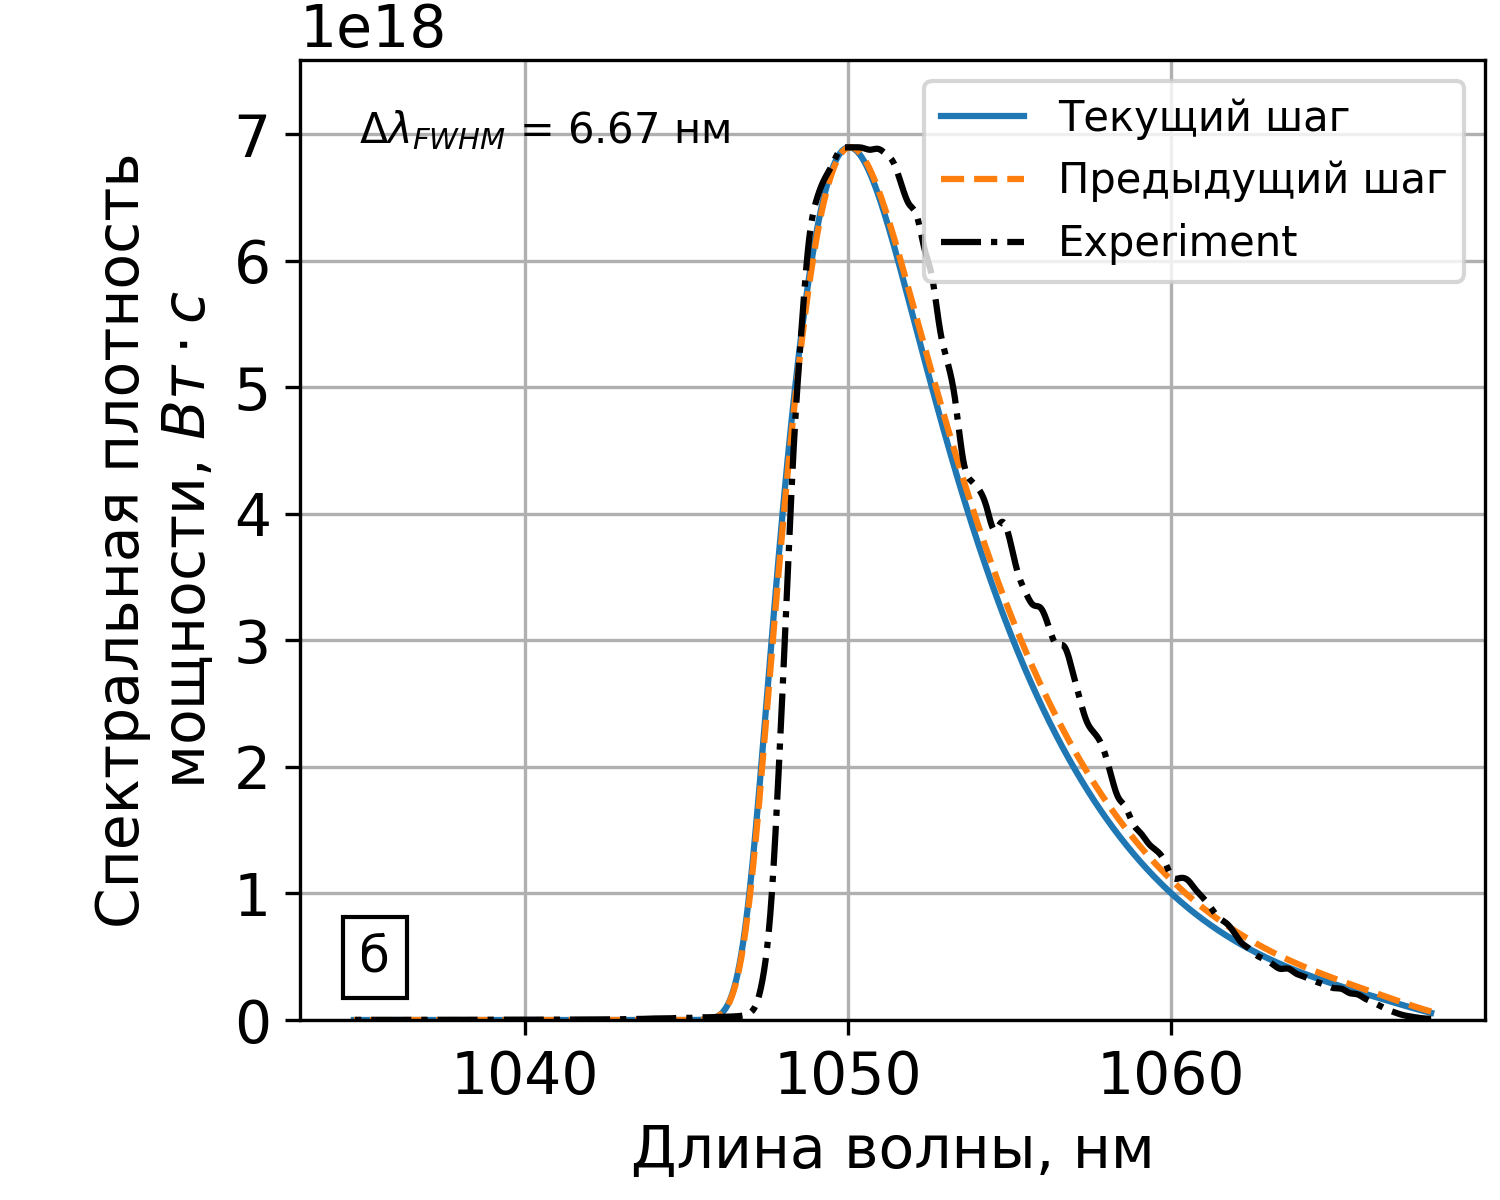 1e18
Δλ_FWHM = 6.67 нм
Текущий шаг
Предыдущий шаг
Experiment
Спектральная плотность
мощности, Вт · с
7
6
5
4
3
2
1
0
б
1040 1050 1060
Длина волны, нм